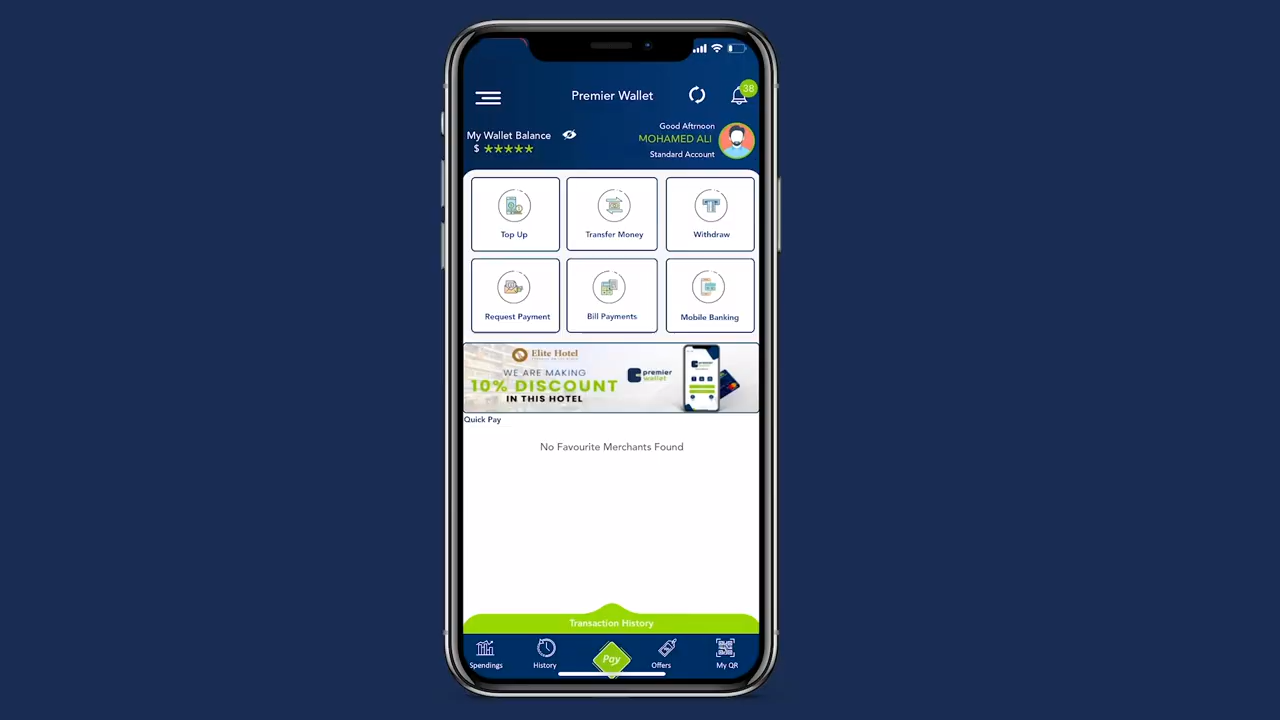 Premier Wallet
38
My Wallet Balance
$ *****
Good Aftrnoon
MOHAMED ALI
Standard Account
Top Up
Transfer Money
Withdraw
Request Payment
Bill Payments
Mobile Banking
Elite Hotel
WE ARE MAKING
10% DISCOUNT
IN THIS HOTEL
premier
wallet
Quick Pay
No Favourite Merchants Found
Transaction History
Spendings
History
Pay
Offers
My QR